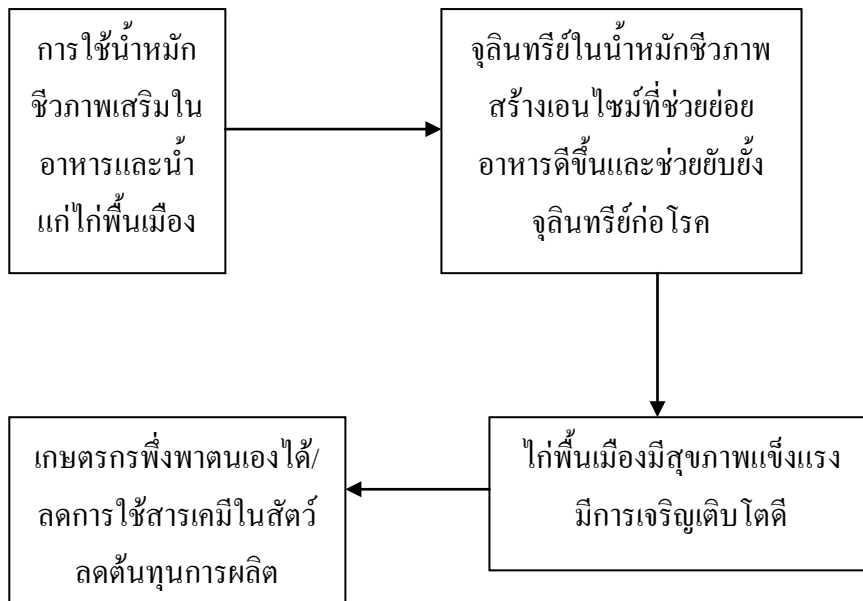 การใช้น้ำหมัก
ชีวภาพเสริมใน
อาหารและน้ำ
แก่ไก่พื้นเมือง
จุลินทรีย์ในน้ำหมักชีวภาพ
สร้างเอนไซม์ที่ช่วยย่อย
อาหารดีขึ้นและช่วยยับยั้ง
จุลินทรีย์ก่อโรค
ไก่พื้นเมืองมีสุขภาพแข็งแรง
มีการเจริญเติบโตดี
เกษตรกรพึ่งพาตนเองได้/
ลดการใช้สารเคมีในสัตว์
ลดต้นทุนการผลิต